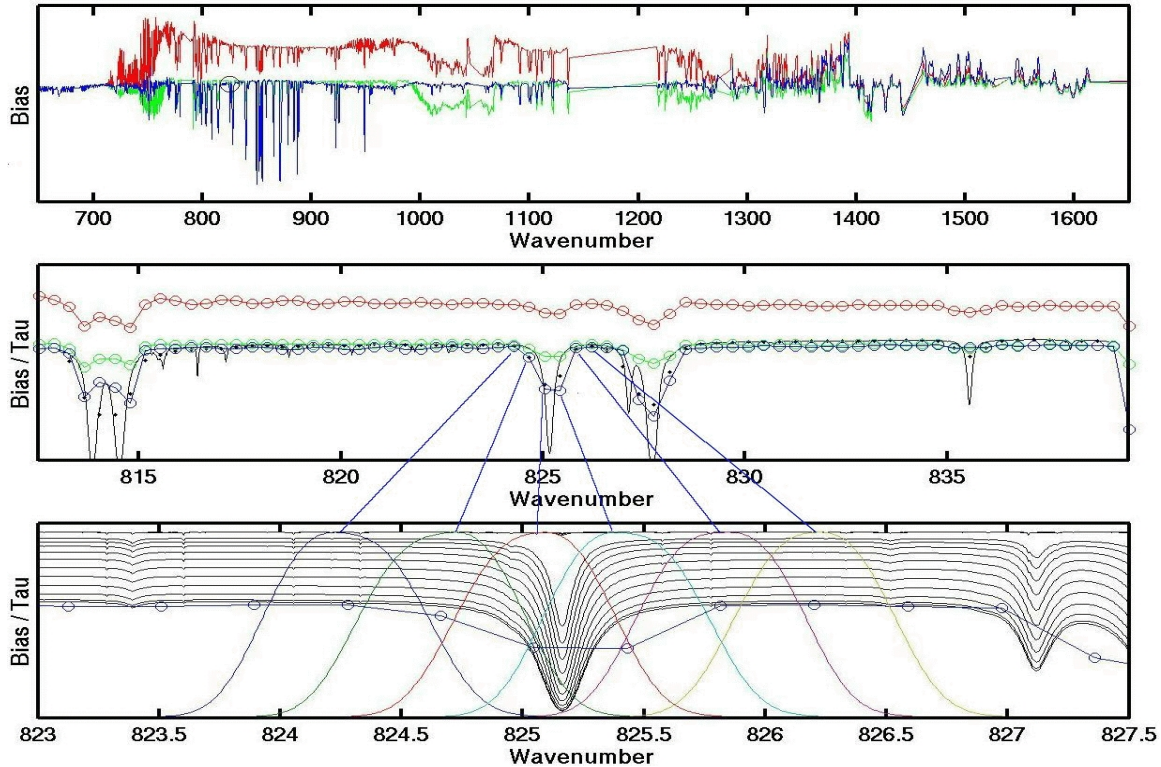 Bias
700 800 900 1000 1100 1200 1300 1400 1500 1600
Wavenumber
Bias / Tau
815 820 825 830 835
Wavenumber
Bias / Tau
823 823.5 824 824.5 825 825.5 826 826.5 827 827.5
Wavenumber